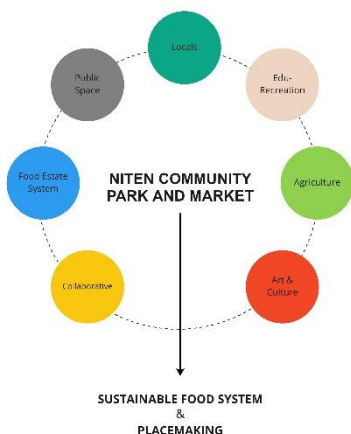 Locals
Public
Space
Edu-
Recreation
Food Estate
System
NITEN COMMUNITY
PARK AND MARKET
Agriculture
Collaborative
Art &
Culture
SUSTAINABLE FOOD SYSTEM
&
PLACEMAKING